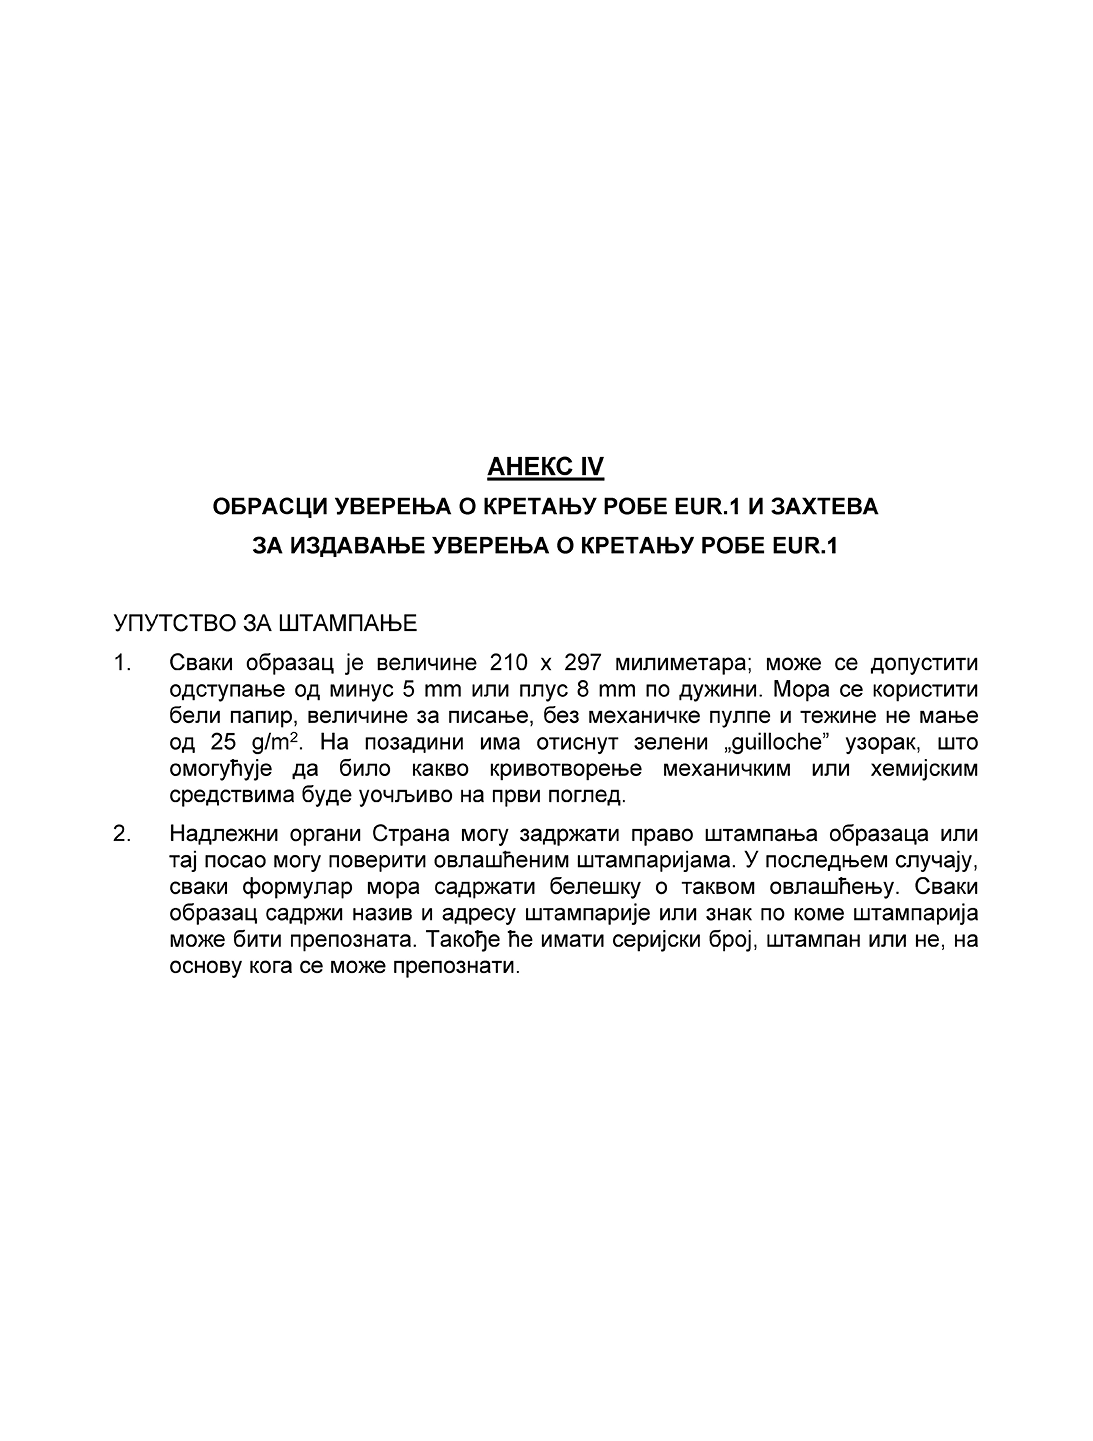 АНЕКС IV
ОБРАСЦИ УВЕРЕЊА О КРЕТАЊУ РОБЕ EUR.1 И ЗАХТЕВА
ЗА ИЗДАВАЊЕ УВЕРЕЊА О КРЕТАЊУ РОБЕ EUR.1
УПУТСТВО ЗА ШТАМПАЊЕ
1. Сваки образац је величине 210 x 297 милиметара; може се допустити
одступање од минус 5 mm или плус 8 mm по дужини. Мора се користити
бели папир, величине за писање, без механичке пулпе и тежине не мање
од 25 g/m². На позадини има отиснут зелени „guilloche” узорак, што
омогућује да било какво кривотворење механичким или хемијским
средствима буде уочљиво на први поглед.
2. Надлежни органи Страна могу задржати право штампања образаца или
тај посао могу поверити овлашћеним штампаријама. У последњем случају,
сваки формулар мора садржати белешку о таквом овлашћењу. Сваки
образац садржи назив и адресу штампарије или знак по коме штампарија
може бити препозната. Такође ће имати серијски број, штампан или не, на
основу кога се може препознати.